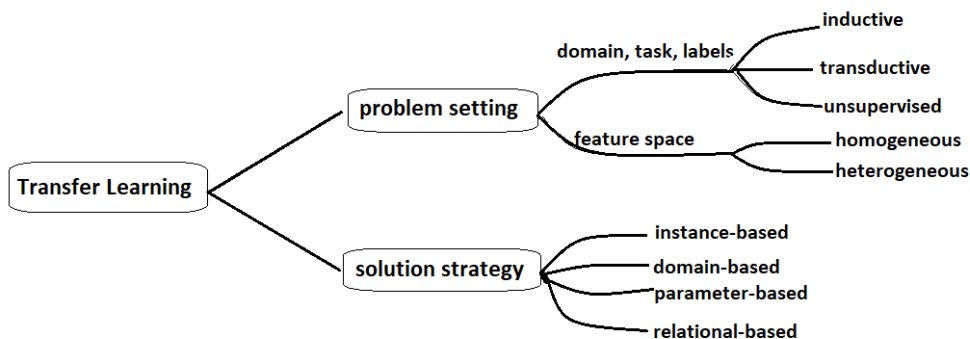 inductive
domain, task, labels
transductive
problem setting
unsupervised
feature space
homogeneous
heterogeneous
Transfer Learning
instance-based
solution strategy
domain-based
parameter-based
relational-based